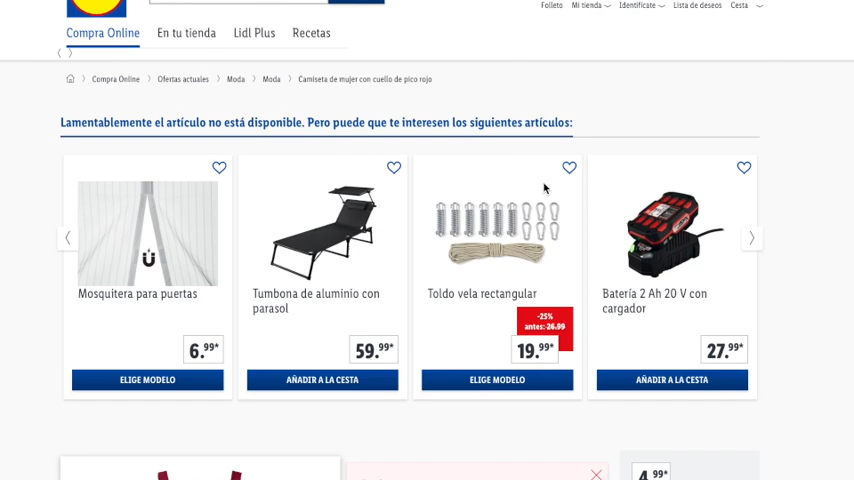 Folleto Mi tienda Identifícate Lista de deseos Cesta
Compra Online En tu tienda Lidl Plus Recetas
Compra Online Ofertas actuales Moda Moda Camiseta de mujer con cuello de pico rojo
Lamentablemente el artículo no está disponible. Pero puede que te interesen los siguientes artículos:
Mosquitera para puertas
6.99*
ELIGE MODELO
Tumbona de aluminio con
parasol
59.99*
AÑADIR A LA CESTA
Toldo vela rectangular
-25%
antes: 26.99
19.99*
ELIGE MODELO
Batería 2 Ah 20 V con
cargador
27.99*
AÑADIR A LA CESTA
4.99*